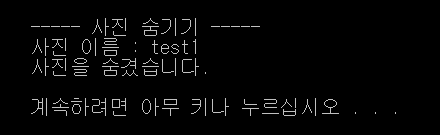 ----- 사진 숨기기 -----
사진 이름 : test1
사진을 숨겼습니다.
계속하려면 아무 키나 누르십시오 . . .